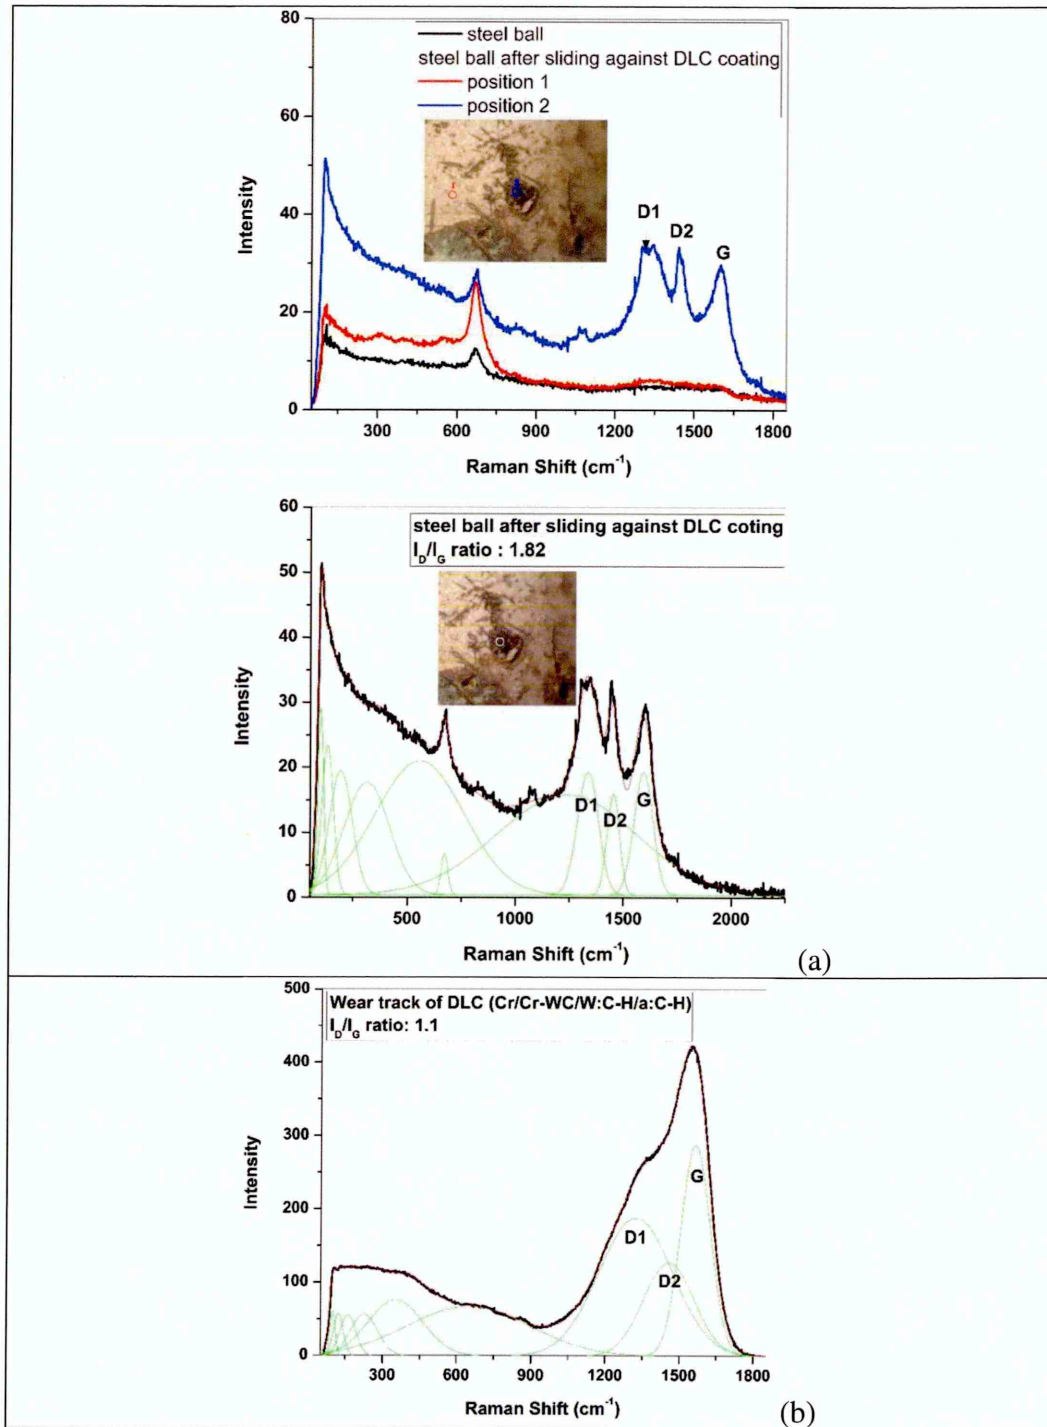 80
60
40
20
0
Intensity
steel ball
steel ball after sliding against DLC coating
position 1
position 2
D1
D2
G
300 600 900 1200 1500 1800
Raman Shift (cm⁻¹)
60
50
40
30
20
10
0
Intensity
steel ball after sliding against DLC coting
I_D/I_G ratio : 1.82
D1
D2
G
500 1000 1500 2000
Raman Shift (cm⁻¹)
(a)
500
400
300
200
100
0
Intensity
Wear track of DLC (Cr/Cr-WC/W:C-H/a:C-H)
I_D/I_G ratio: 1.1
D1
D2
G
300 600 900 1200 1500 1800
Raman Shift (cm⁻¹)
(b)